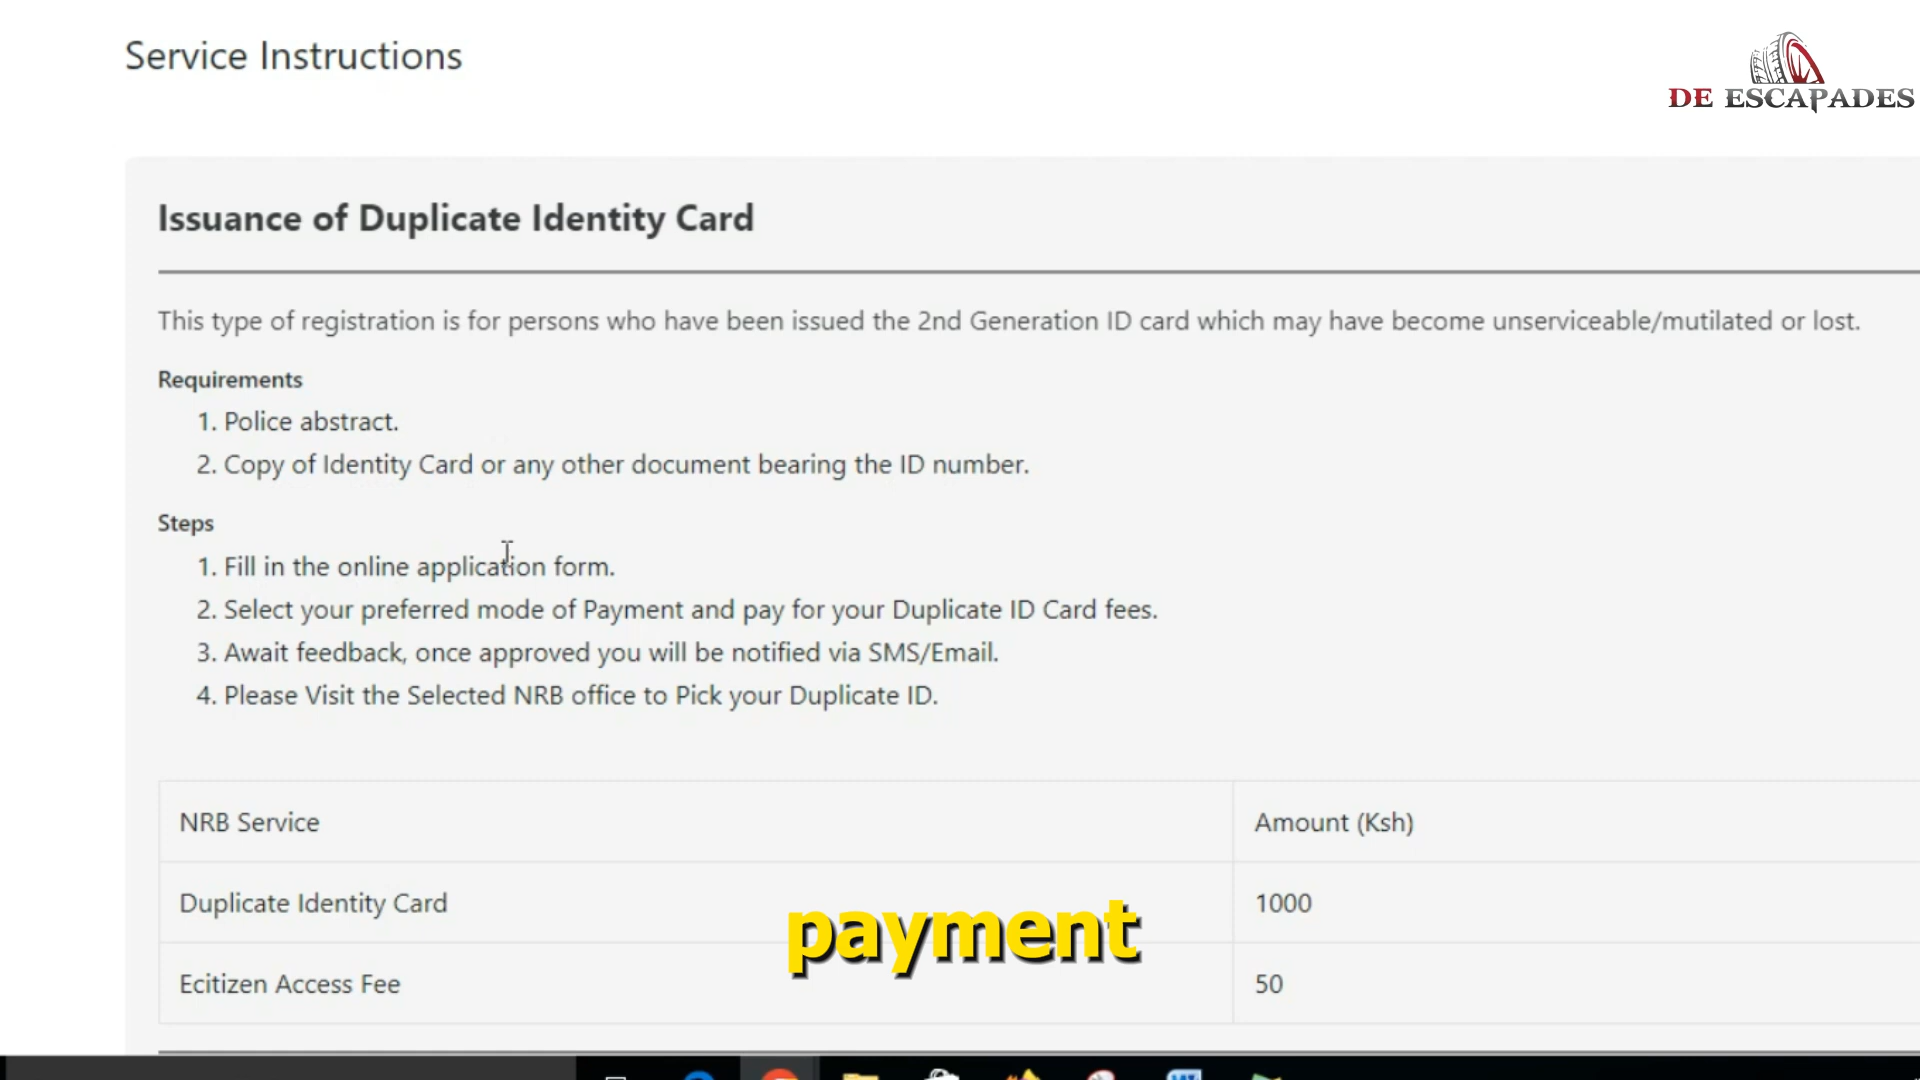 Service Instructions
DE ESCAPADES
Issuance of Duplicate Identity Card
This type of registration is for persons who have been issued the 2nd Generation ID card which may have become unserviceable/mutilated or lost.
Requirements
1. Police abstract.
2. Copy of Identity Card or any other document bearing the ID number.
Steps
1. Fill in the online application form.
2. Select your preferred mode of Payment and pay for your Duplicate ID Card fees.
3. Await feedback, once approved you will be notified via SMS/Email.
4. Please Visit the Selected NRB office to Pick your Duplicate ID.
NRB Service Amount (Ksh)
Duplicate Identity Card 1000
payment
Ecitizen Access Fee 50